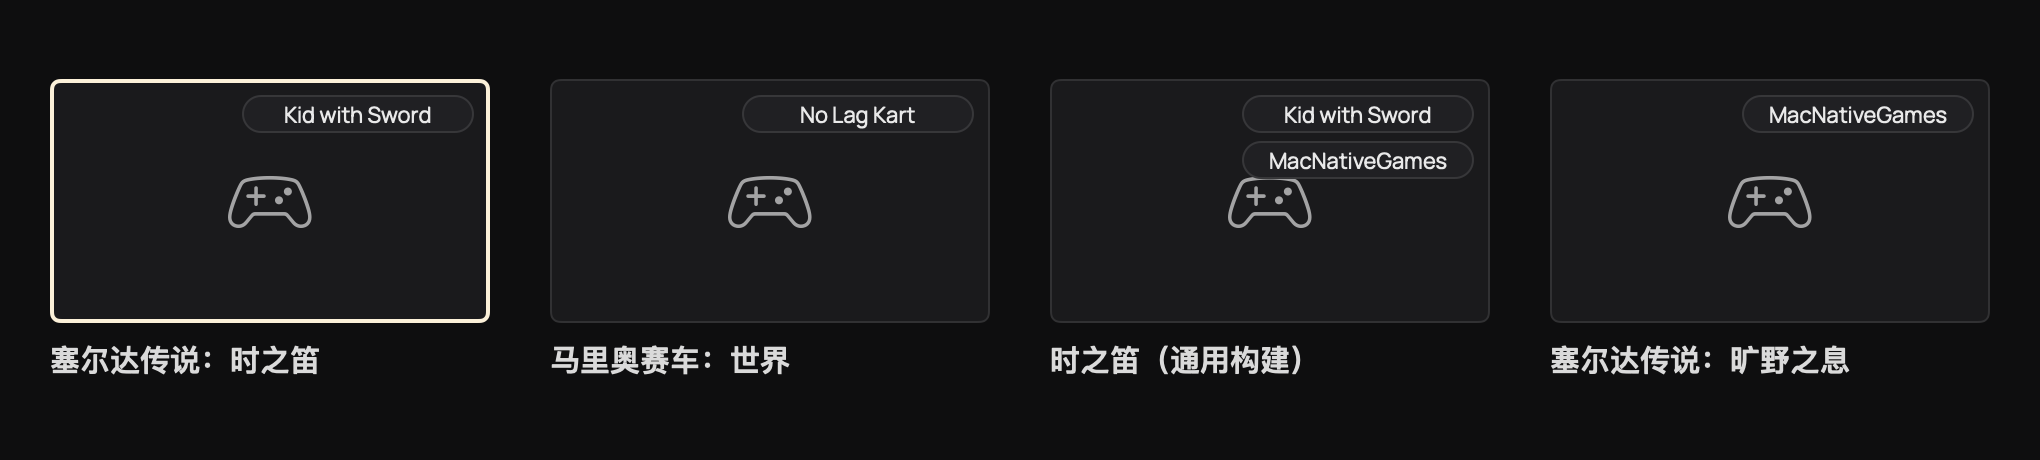 Kid with Sword
塞尔达传说：时之笛
No Lag Kart
马里奥赛车：世界
Kid with Sword
MacNativeGames
时之笛（通用构建）
MacNativeGames
塞尔达传说：旷野之息